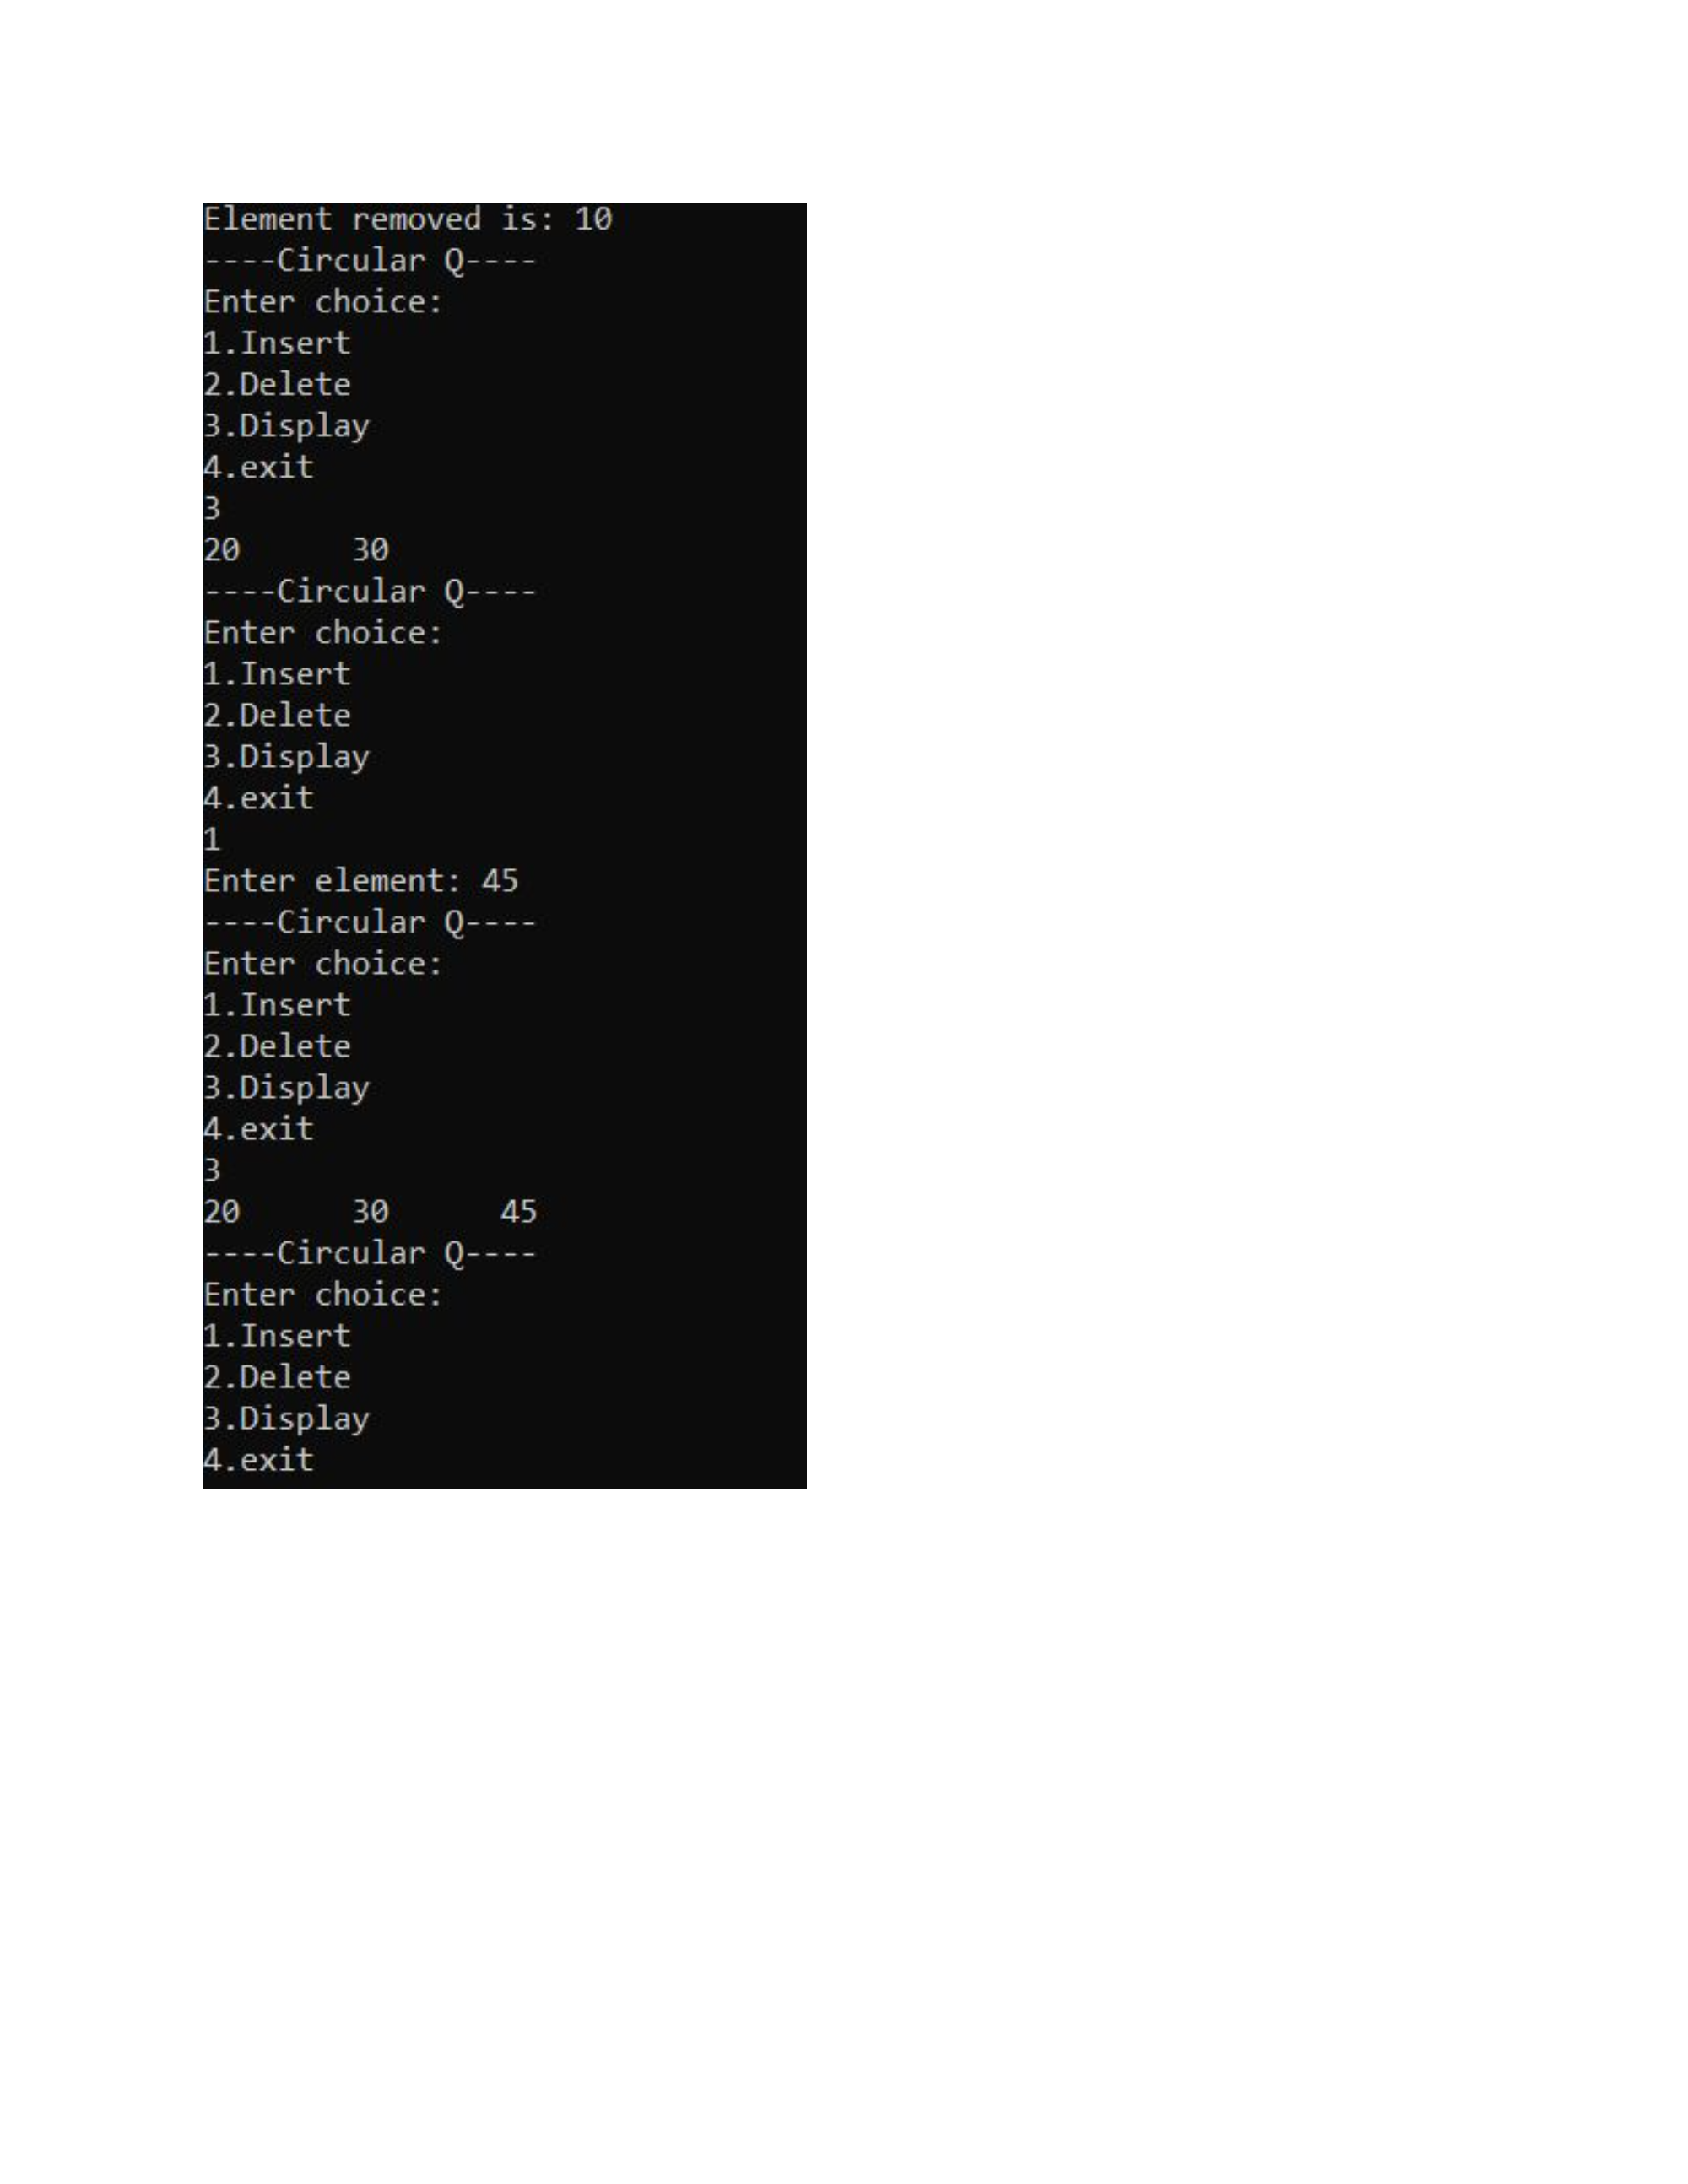 Element removed is: 10
----Circular Q----
Enter choice:
1.Insert
2.Delete
3.Display
4.exit
3
20      30
----Circular Q----
Enter choice:
1.Insert
2.Delete
3.Display
4.exit
1
Enter element: 45
----Circular Q----
Enter choice:
1.Insert
2.Delete
3.Display
4.exit
3
20      30      45
----Circular Q----
Enter choice:
1.Insert
2.Delete
3.Display
4.exit